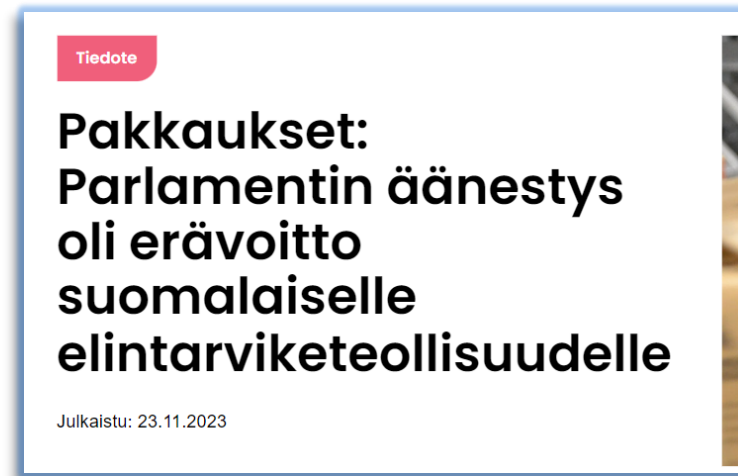 Tiedote
Pakkaukset:
Parlamentin äänestys
oli erävoitto
suomalaiselle
elintarviketeollisuudelle
Julkaistu: 23.11.2023